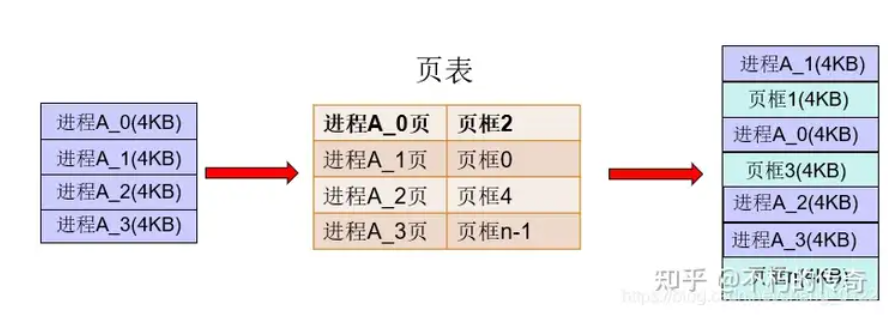 页表
进程A_0(4KB)
进程A_1(4KB)
进程A_2(4KB)
进程A_3(4KB)
进程A_0页 页框2
进程A_1页 页框0
进程A_2页 页框4
进程A_3页 页框n-1
进程A_1(4KB)
页框1(4KB)
进程A_0(4KB)
页框3(4KB)
进程A_2(4KB)
进程A_3(4KB)
页框n(4KB)
知乎 @不朽的传奇